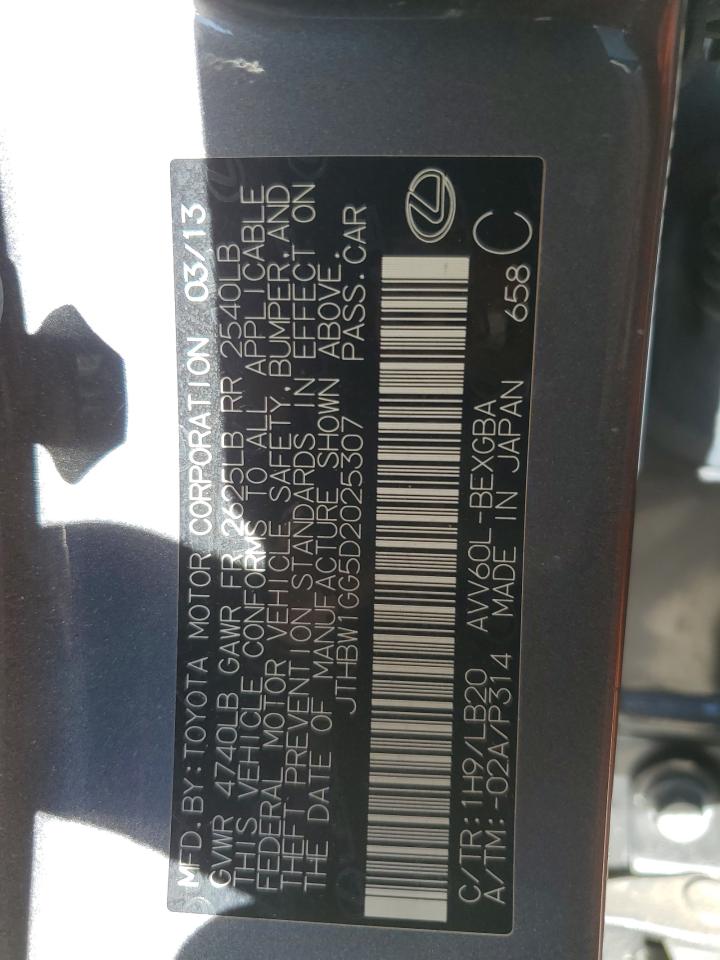 MFD. BY: TOYOTA MOTOR CORPORATION 03/13
GVWR 4740LB GAWR FR 2625LB RR 2540LB
THIS VEHICLE CONFORMS TO ALL APPLICABLE
FEDERAL MOTOR VEHICLE SAFETY, BUMPER, AND
THEFT PREVENTION STANDARDS IN EFFECT ON
THE DATE OF MANUFACTURE SHOWN ABOVE.
JTHBW1GG5D2025307 PASS. CAR
C/TR: 1H9/LB20 AVV60L-BEXGBA 658 C
A/TM: -02A/P314 MADE IN JAPAN